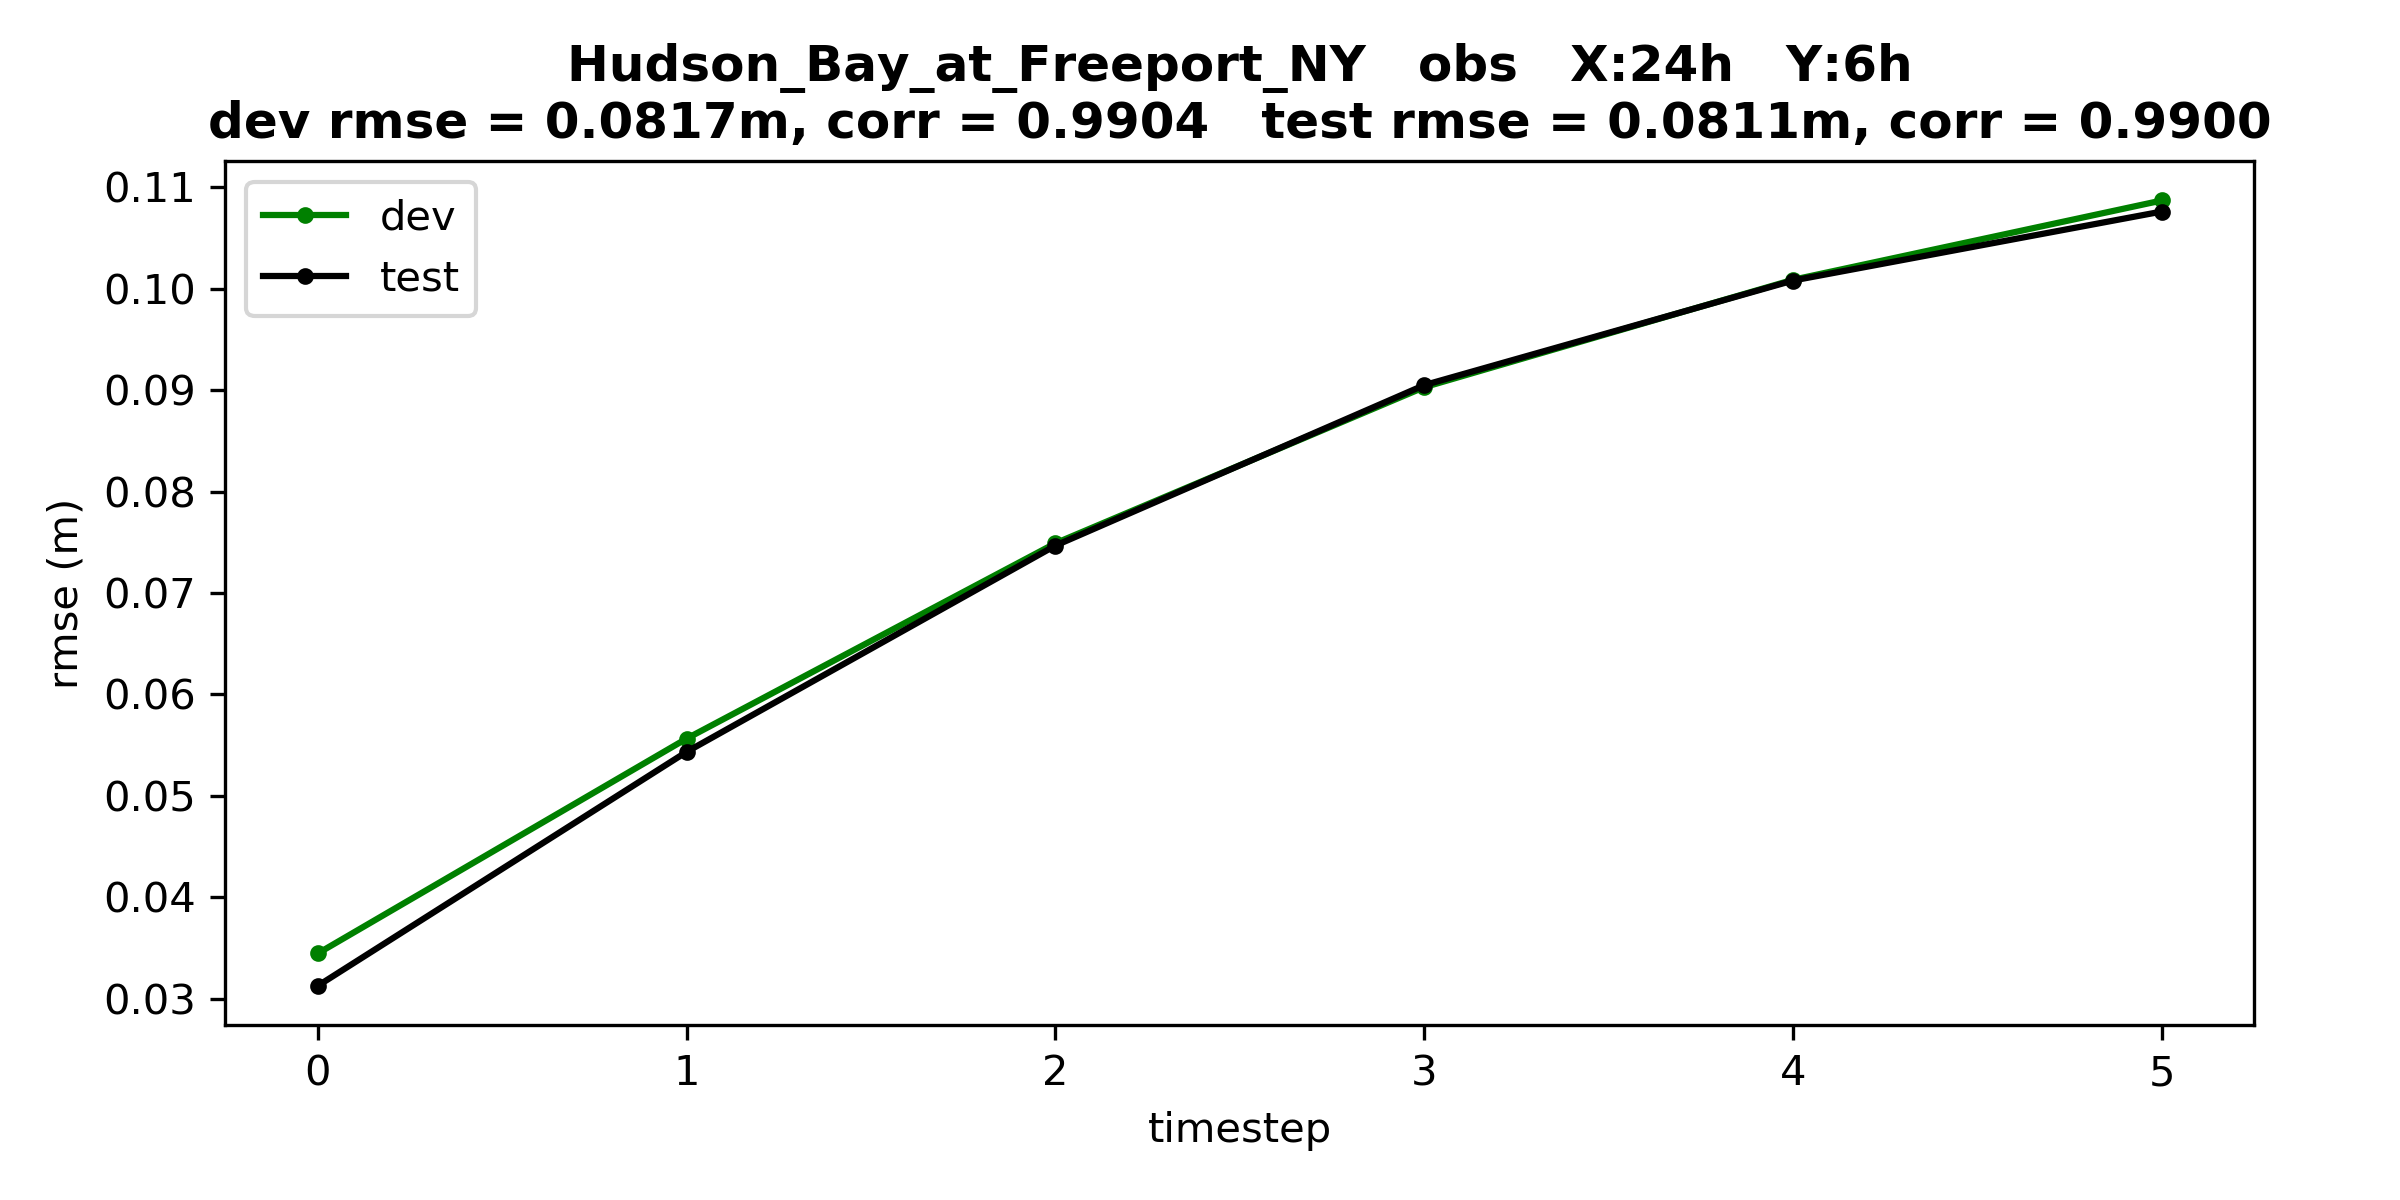 Hudson_Bay_at_Freeport_NY   obs   X:24h   Y:6h
dev rmse = 0.0817m, corr = 0.9904   test rmse = 0.0811m, corr = 0.9900
0.11
0.10
0.09
0.08
0.07
0.06
0.05
0.04
0.03
rmse (m)
dev
test
0 1 2 3 4 5
timestep